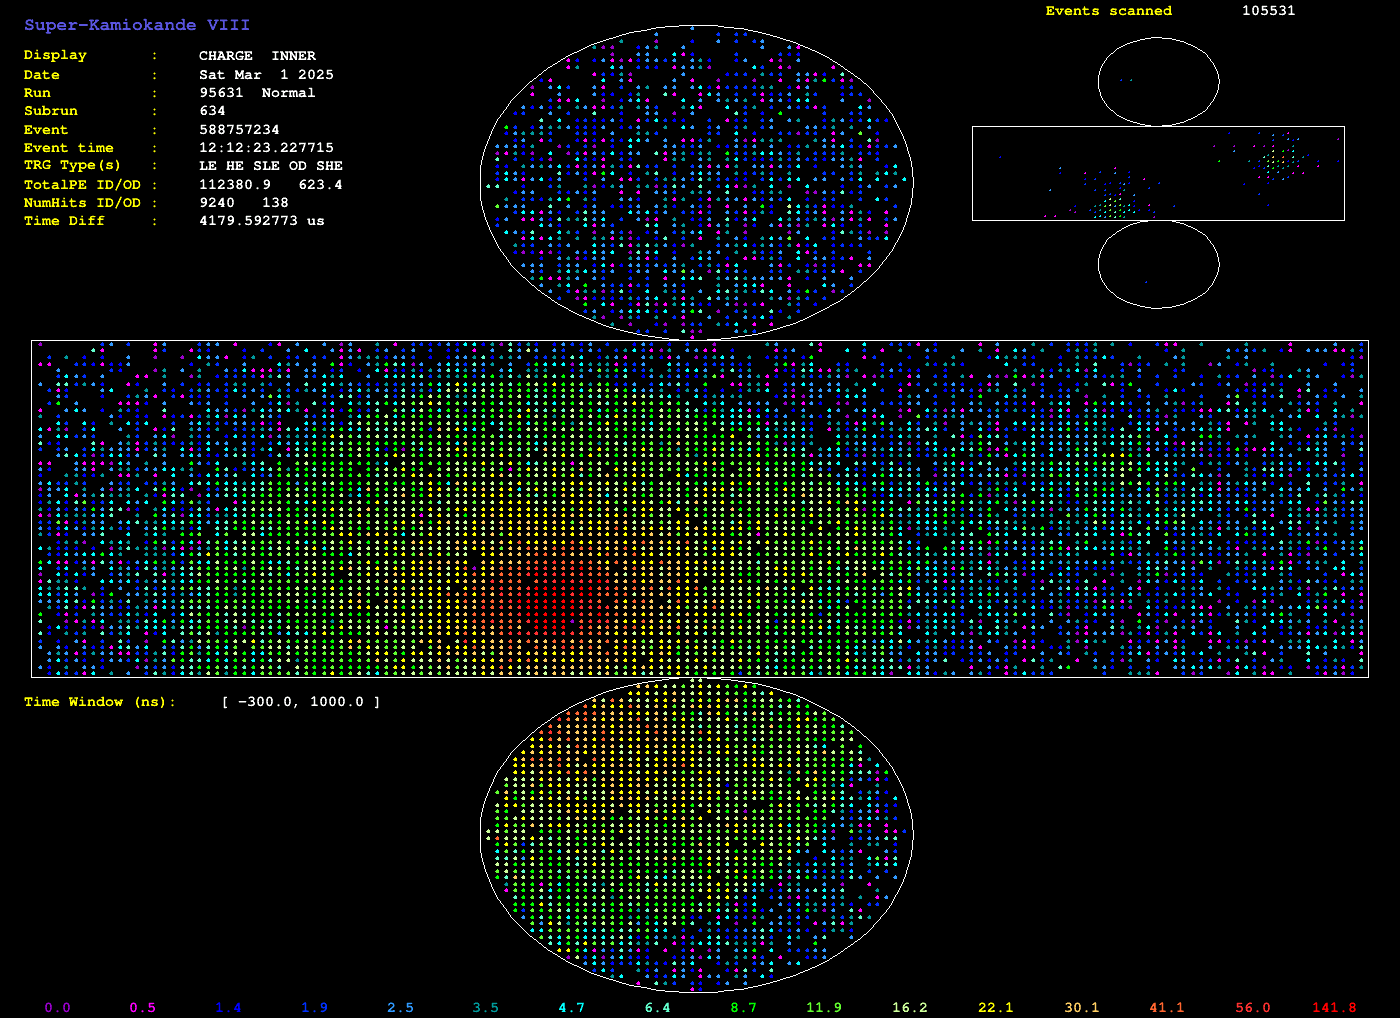 Super-Kamiokande VIII
Events scanned 105531
Display : CHARGE INNER
Date : Sat Mar 1 2025
Run : 95631 Normal
Subrun : 634
Event : 588757234
Event time : 12:12:23.227715
TRG Type(s) : LE HE SLE OD SHE
TotalPE ID/OD : 112380.9 623.4
NumHits ID/OD : 9240 138
Time Diff : 4179.592773 us
Time Window (ns): [ -300.0, 1000.0 ]
0.0 0.5 1.4 1.9 2.5 3.5 4.7 6.4 8.7 11.9 16.2 22.1 30.1 41.1 56.0 141.8